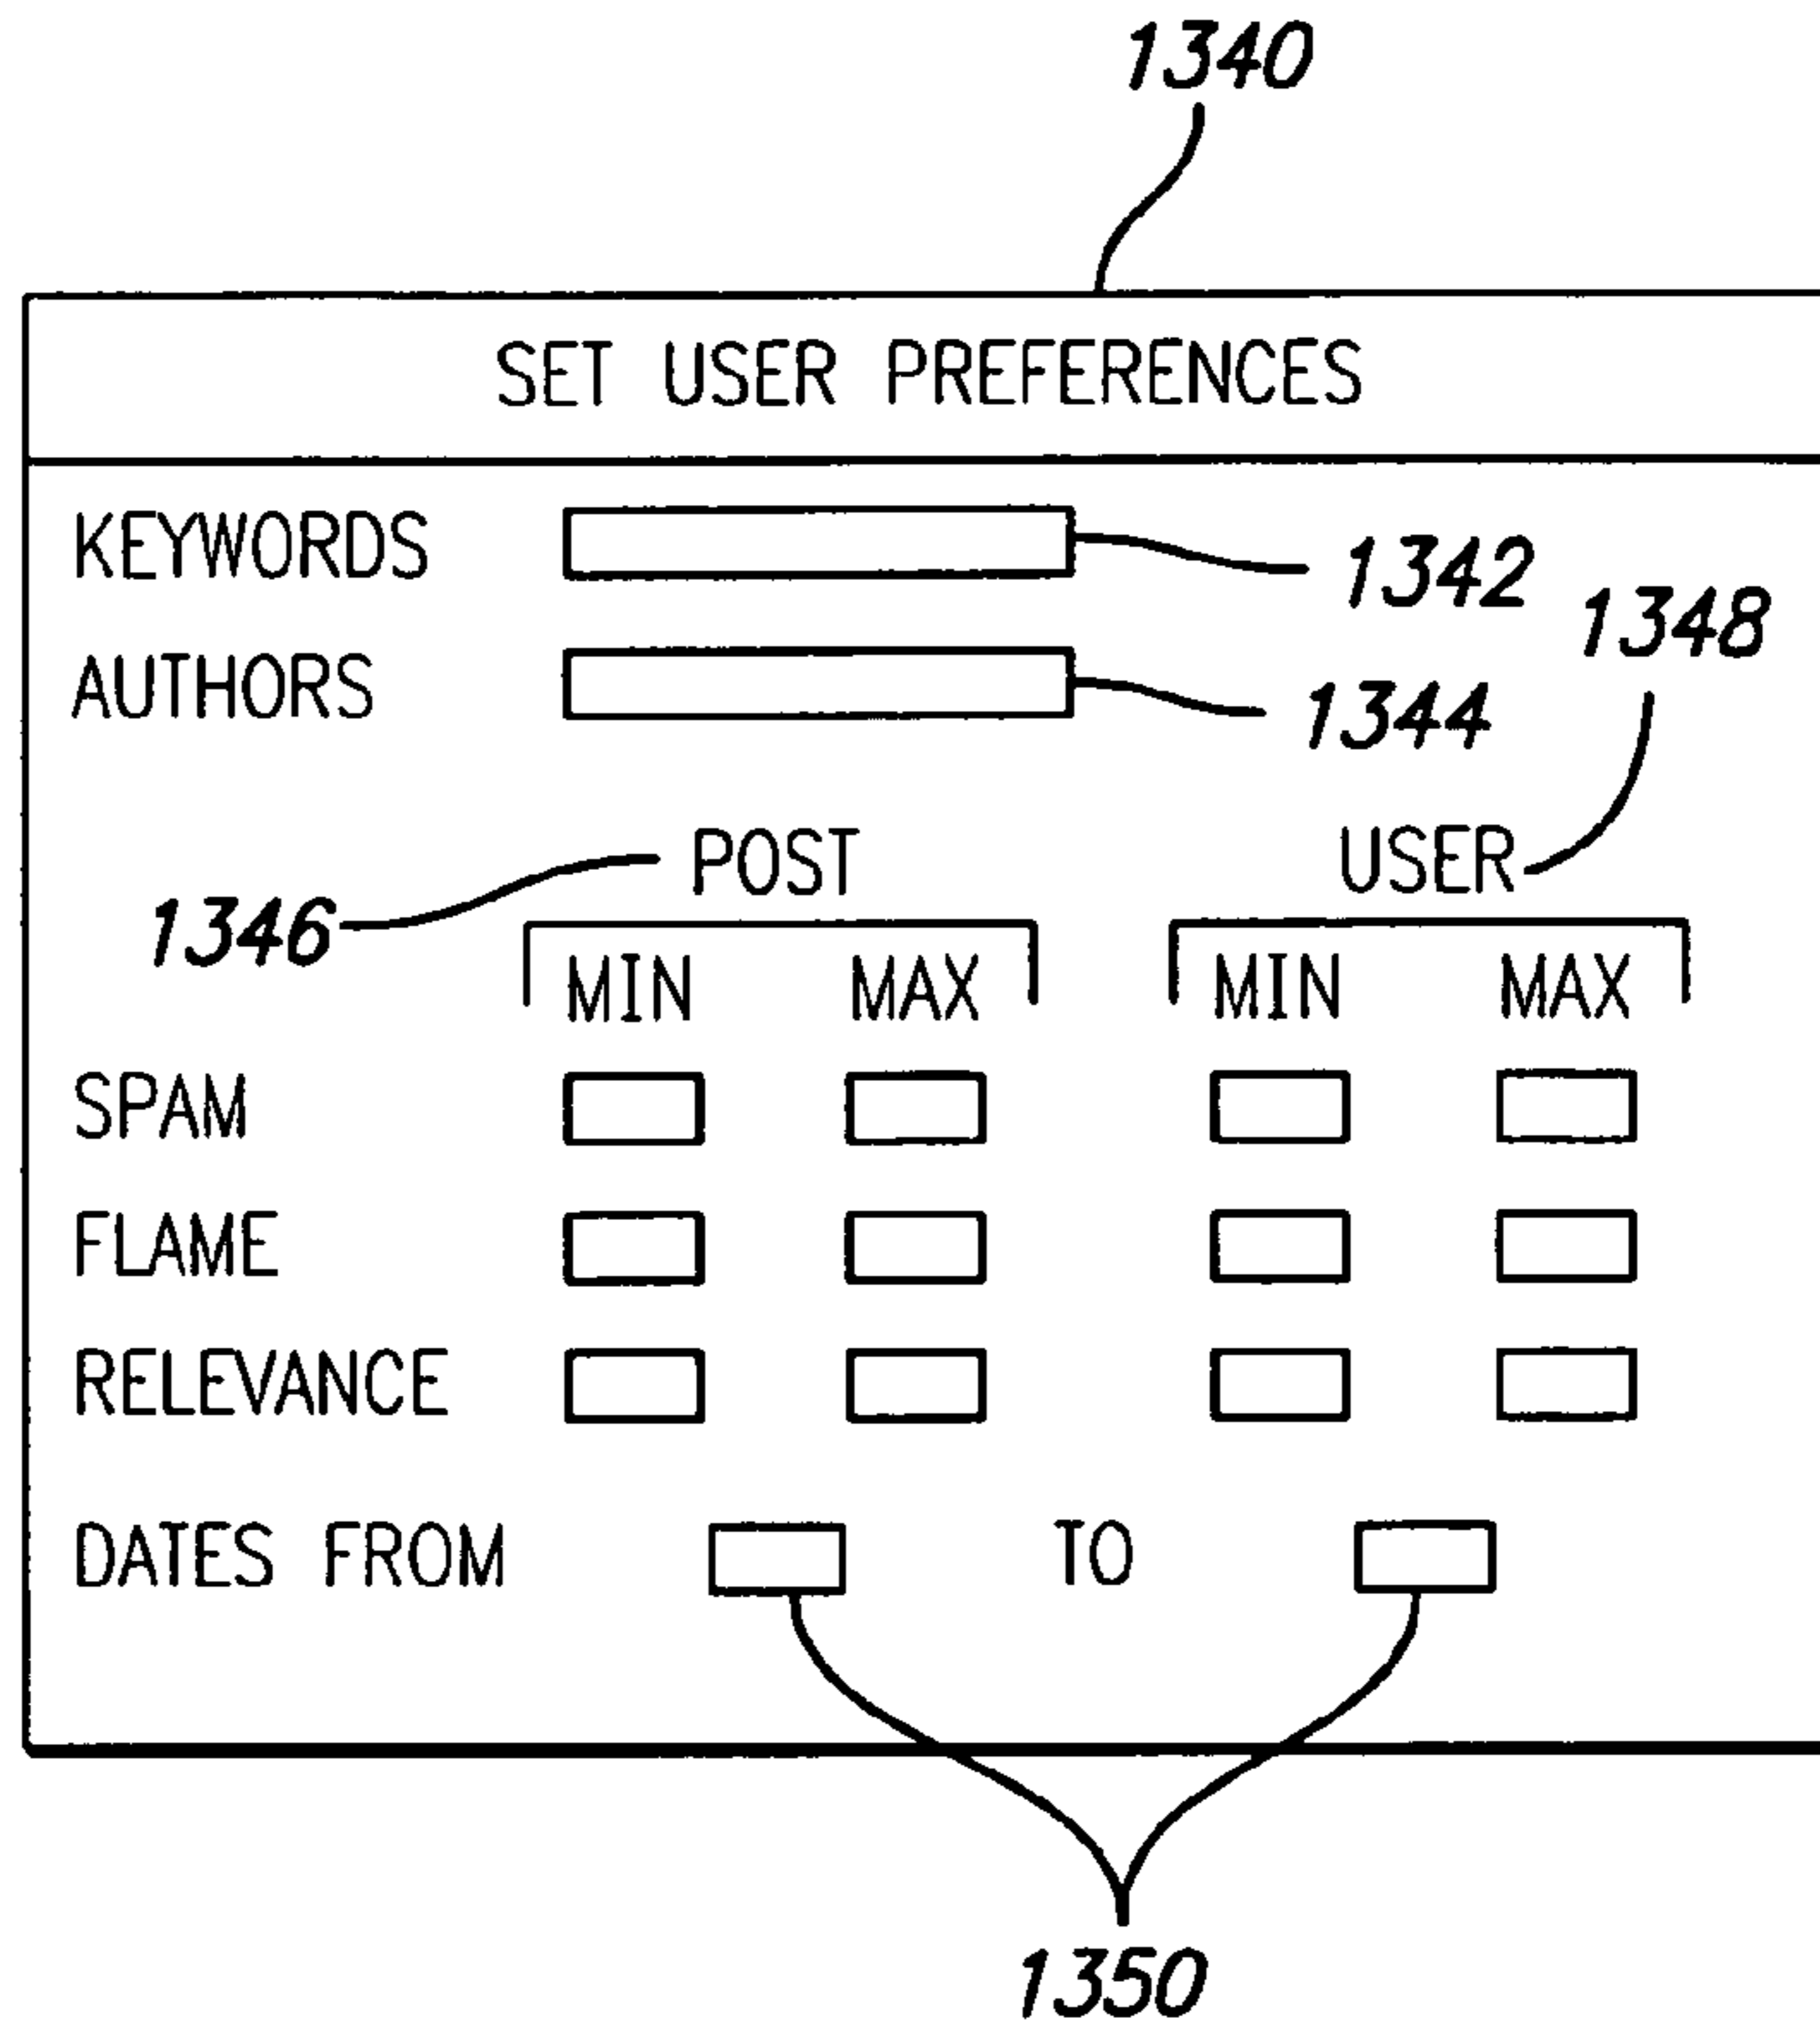 1340
SET USER PREFERENCES
KEYWORDS 1342
1348
AUTHORS 1344
POST USER
1346
MIN MAX MIN MAX
SPAM
FLAME
RELEVANCE
DATES FROM TO
1350